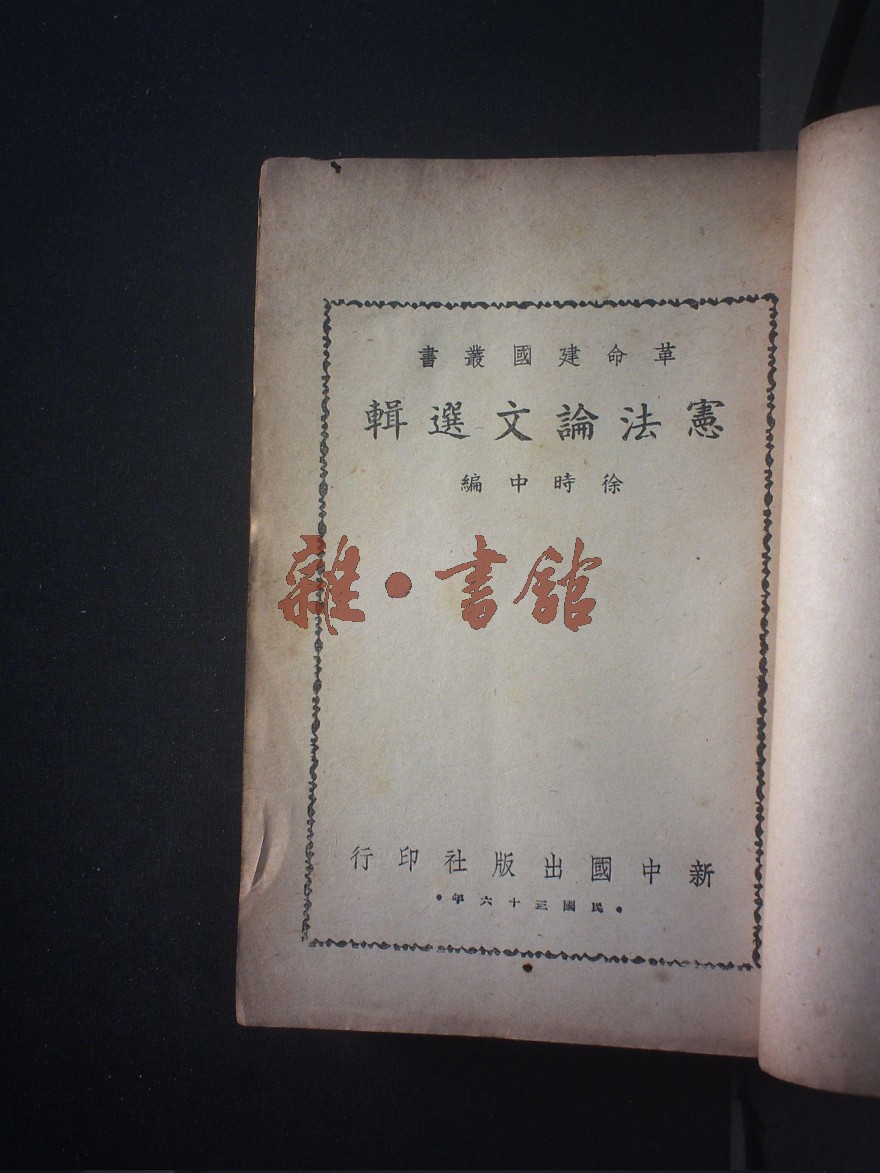 革命建國叢書
憲法論文選輯
徐時中編
雜·書館
新中國出版社印行
·民國三十六年·